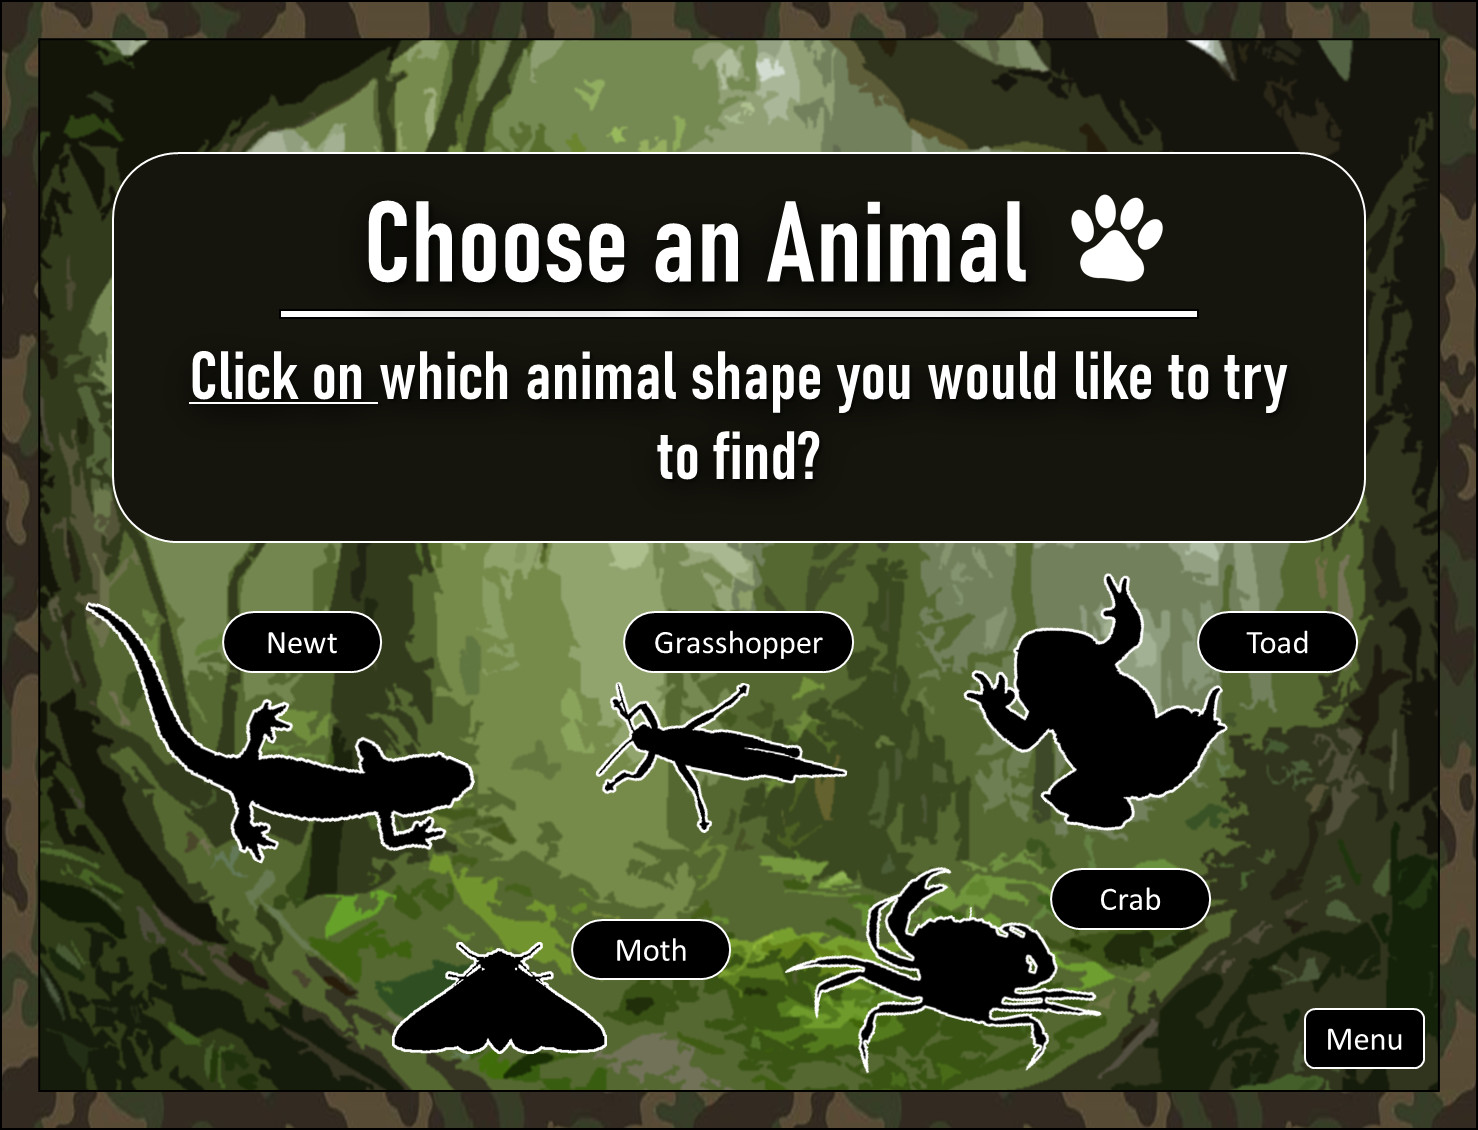 Choose an Animal
Click on which animal shape you would like to try
to find?
Newt
Grasshopper
Toad
Crab
Moth
Menu